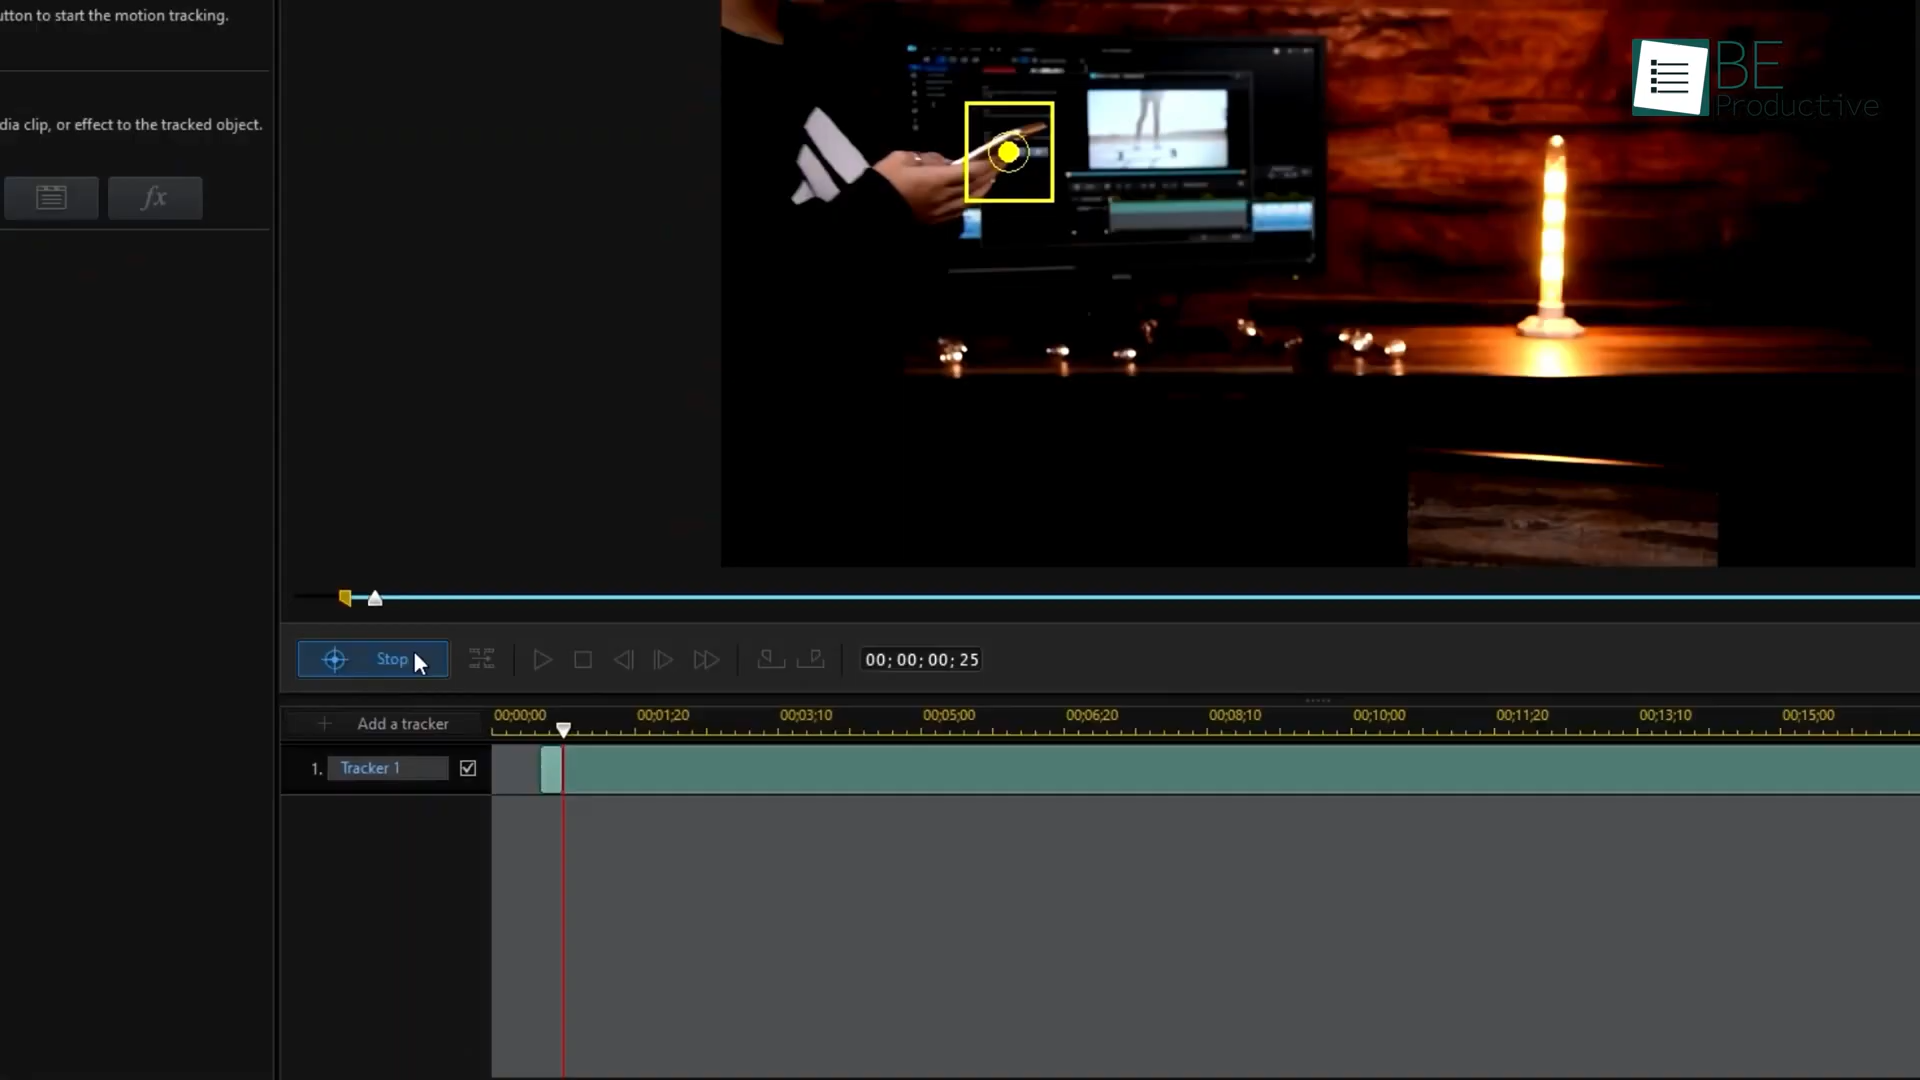 utton to start the motion tracking.
dia clip, or effect to the tracked object.
fx
BE
Productive
Stop
00; 00; 00; 25
Add a tracker
00;00;00 00;01;20 00;03;10 00;05;00 00;06;20 00;08;10 00;10;00 00;11;20 00;13;10 00;15;00
1. Tracker 1